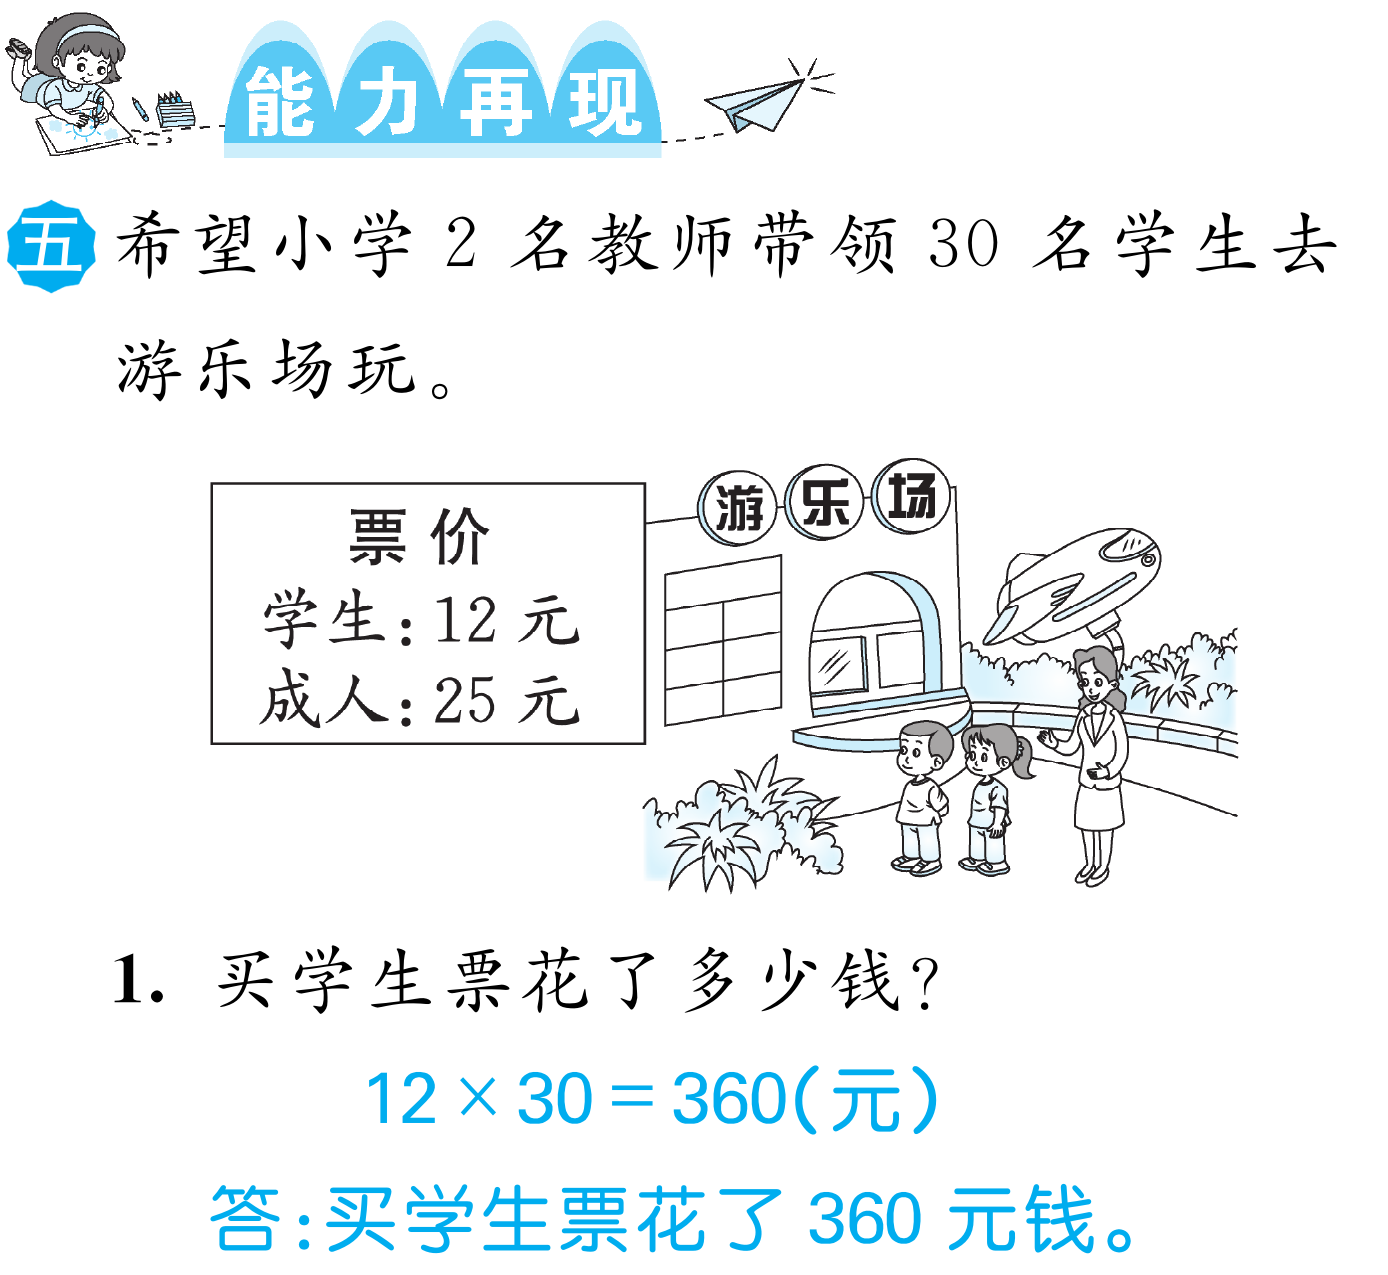 能力再现
五 希望小学 2 名教师带领 30 名学生去
游乐场玩。
游乐场
票价
学生:12 元
成人:25 元
1. 买学生票花了多少钱?
12×30=360(元)
答:买学生票花了 360 元钱。